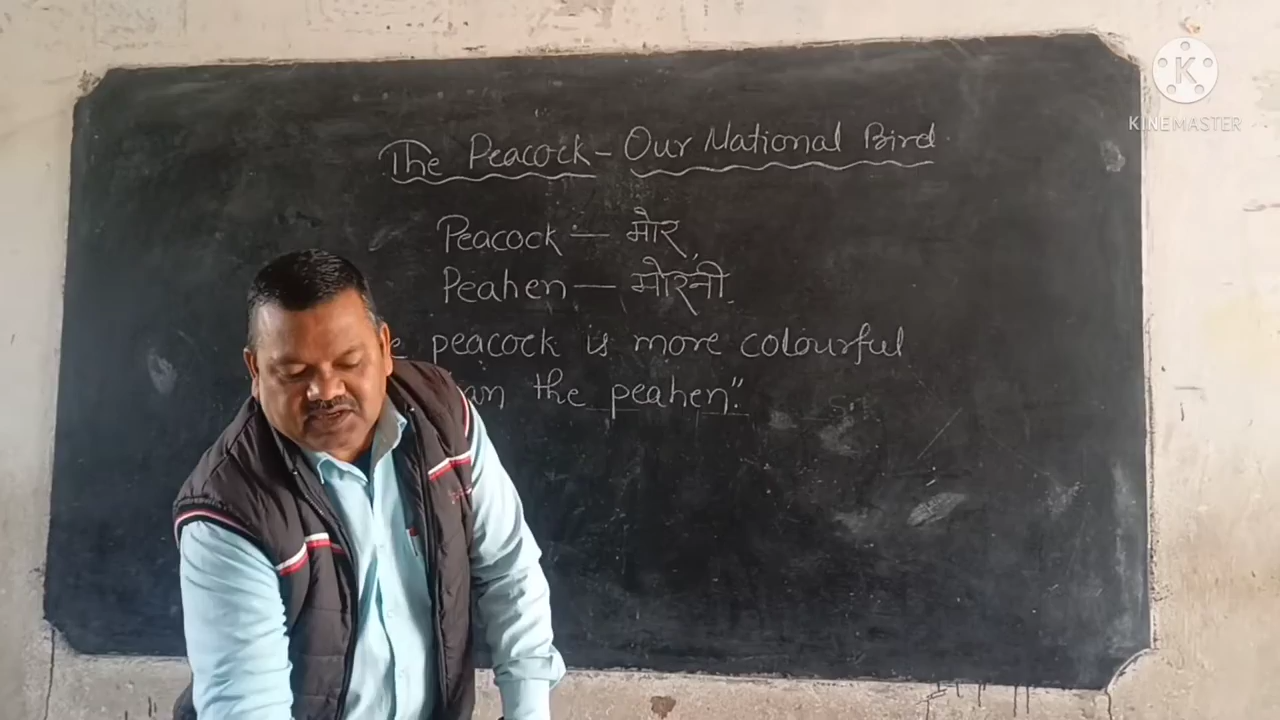 The Peacock - Our National Bird
Peacock — मोर,
Peahen — मोरनी.
peacock is more colourful
the peahen".
KINEMASTER